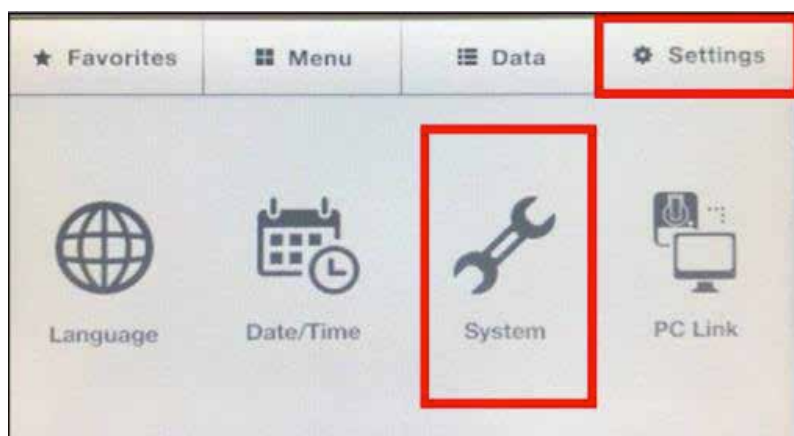 Favorites
Menu
Data
Settings
Language
Date/Time
System
PC Link